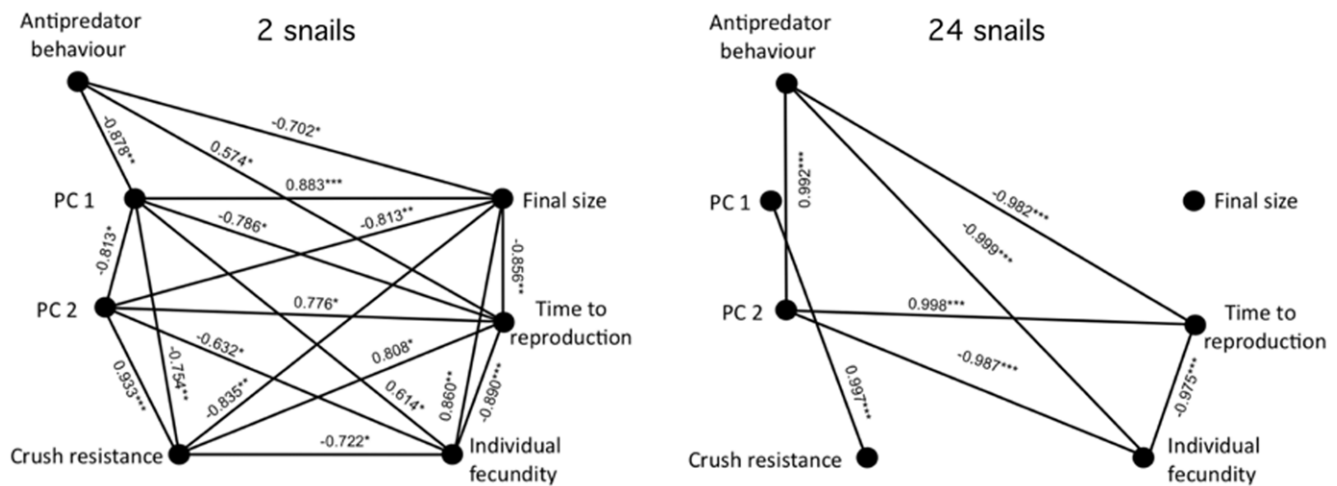 Antipredator
behaviour
2 snails
-0.702*
-0.878**
0.574*
0.883***
PC 1
Final size
-0.786*
-0.813**
-0.813*
-0.856**
PC 2
0.776*
Time to
reproduction
-0.632*
0.808*
0.933***
-0.754**
-0.835**
0.614*
0.860**
-0.890***
-0.722*
Crush resistance
Individual
fecundity
Antipredator
behaviour
24 snails
0.992***
-0.982***
PC 1
Final size
-0.999***
0.998***
PC 2
Time to
reproduction
-0.987***
0.997***
-0.975***
Crush resistance
Individual
fecundity